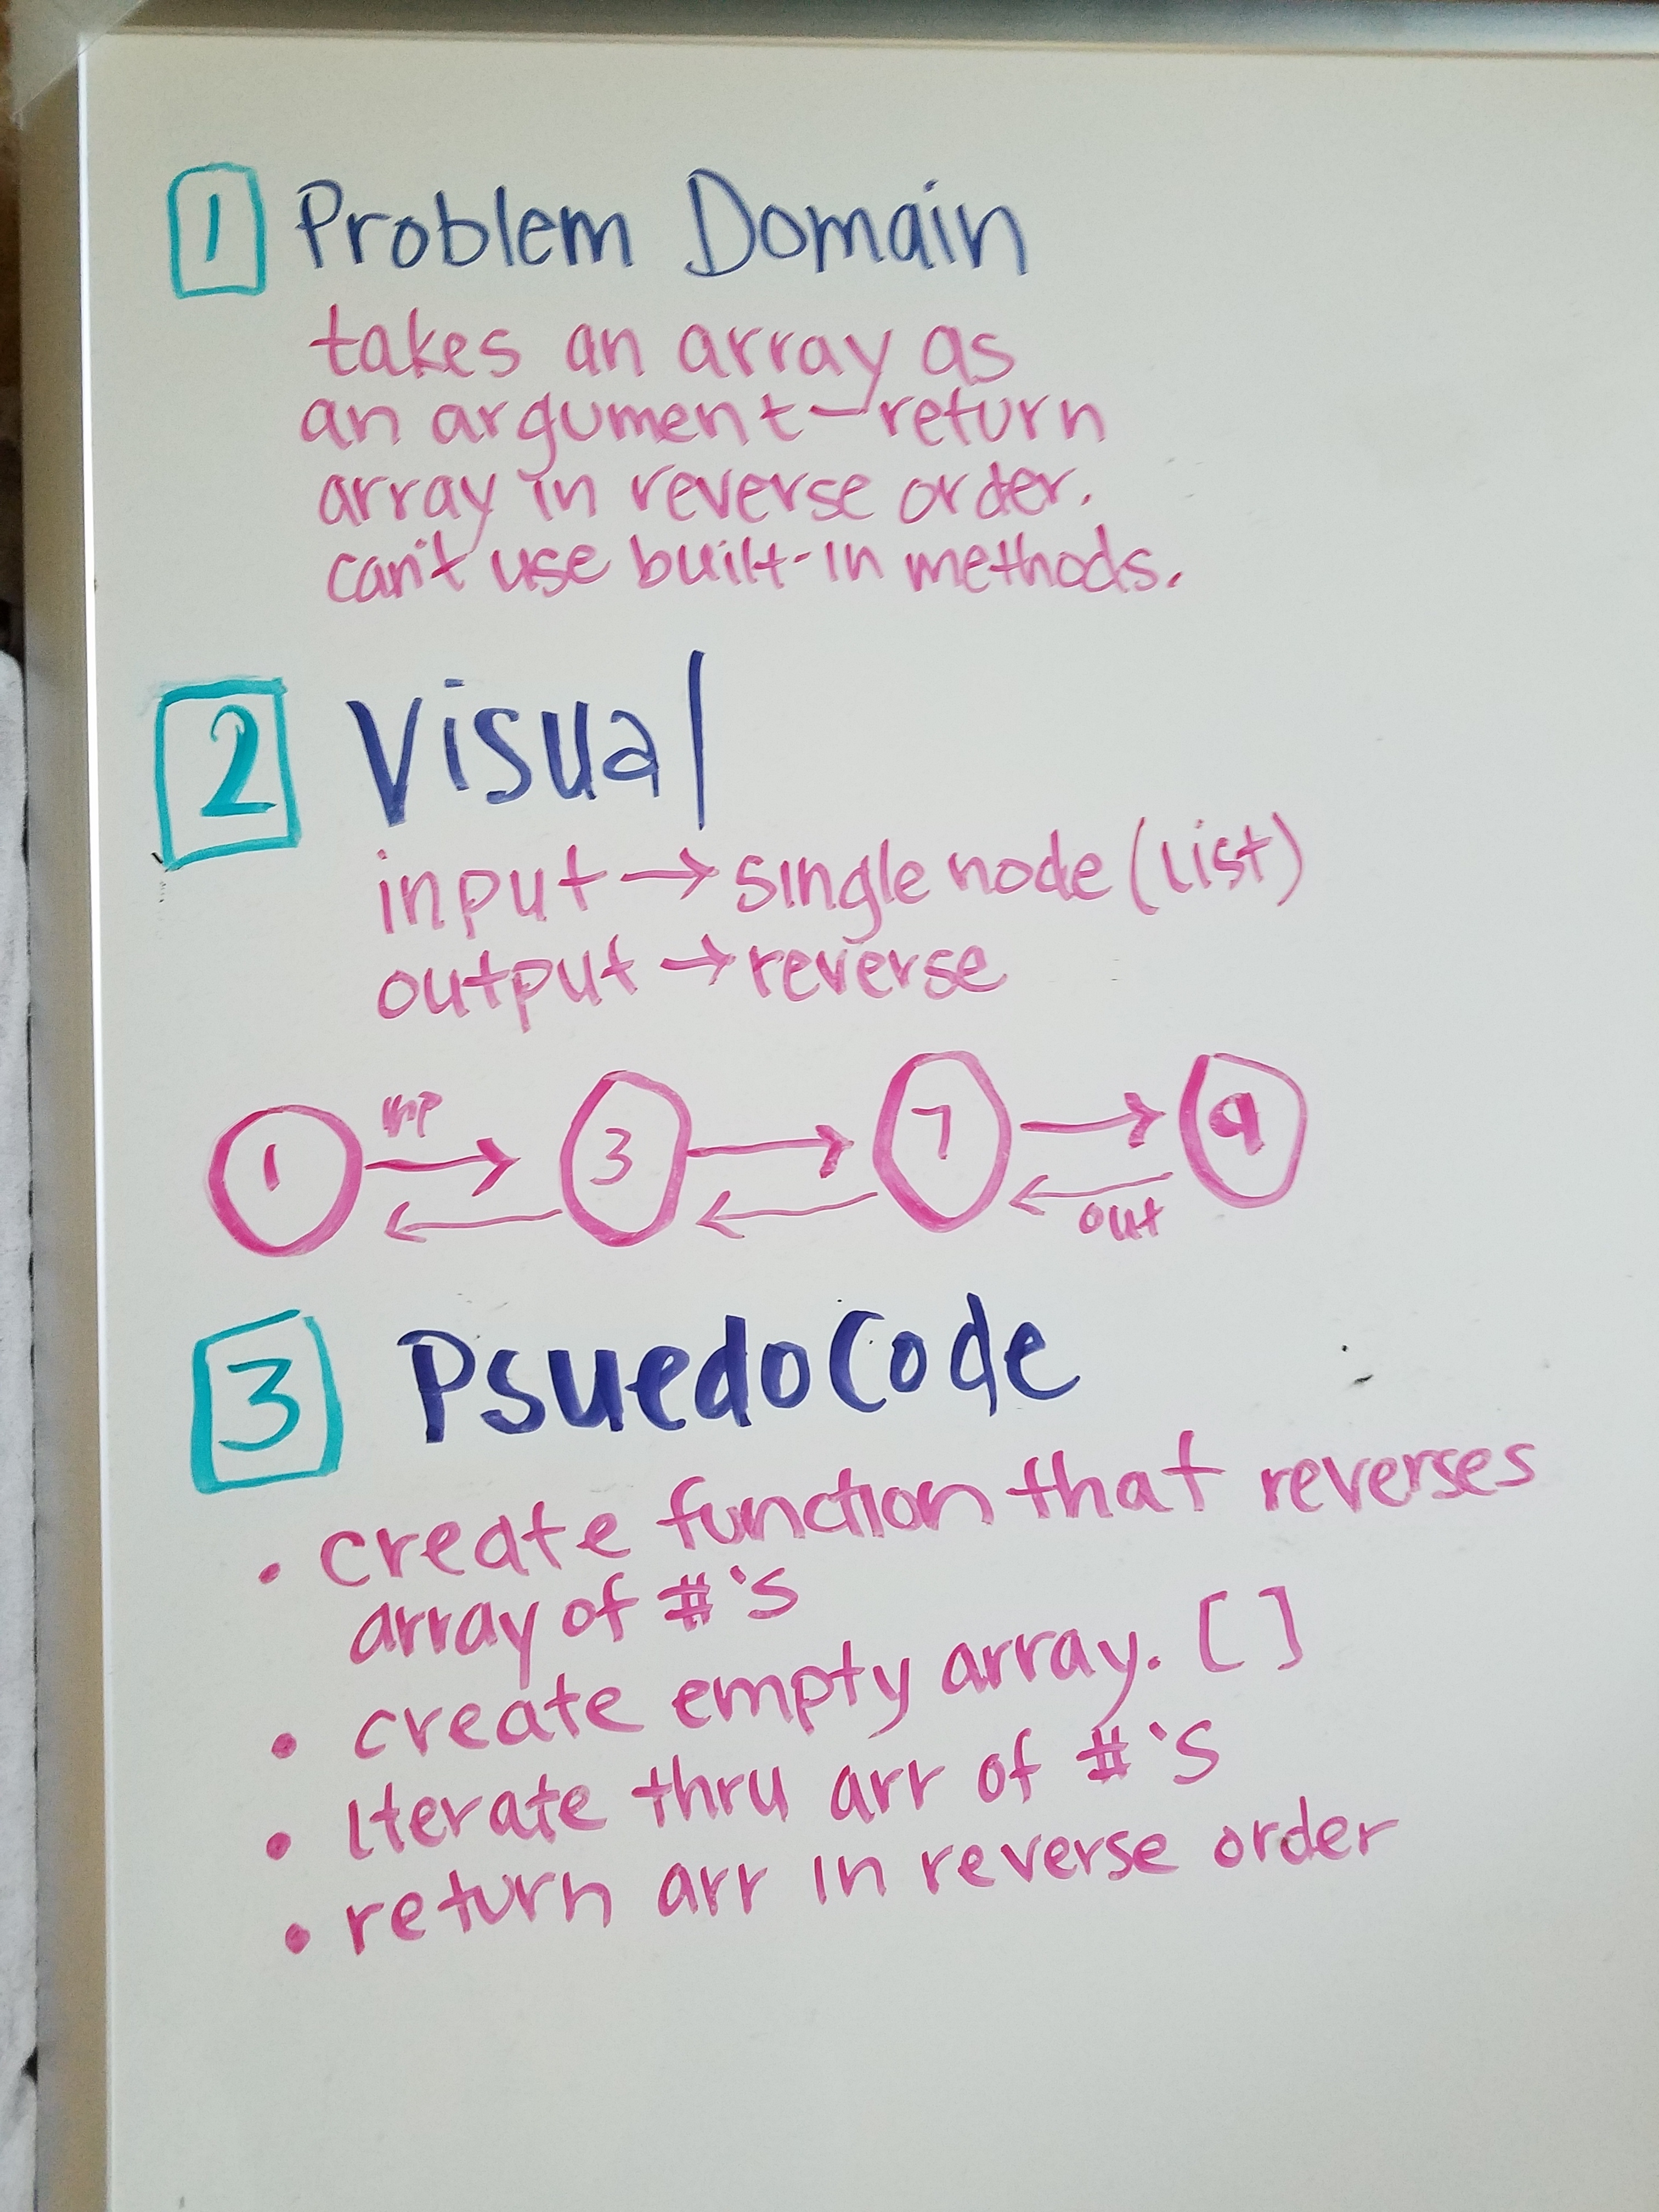 1 Problem Domain
takes an array as
an argument—return
array in reverse order.
can't use built-in methods.
2 Visual
input → single node (list)
output → reverse
inp
1 → 3 → 7 → 9
← ← ←
out
3 PsuedoCode
• create function that reverses
array of #'s
• create empty array. [ ]
• Iterate thru arr of #'s
• return arr in reverse order